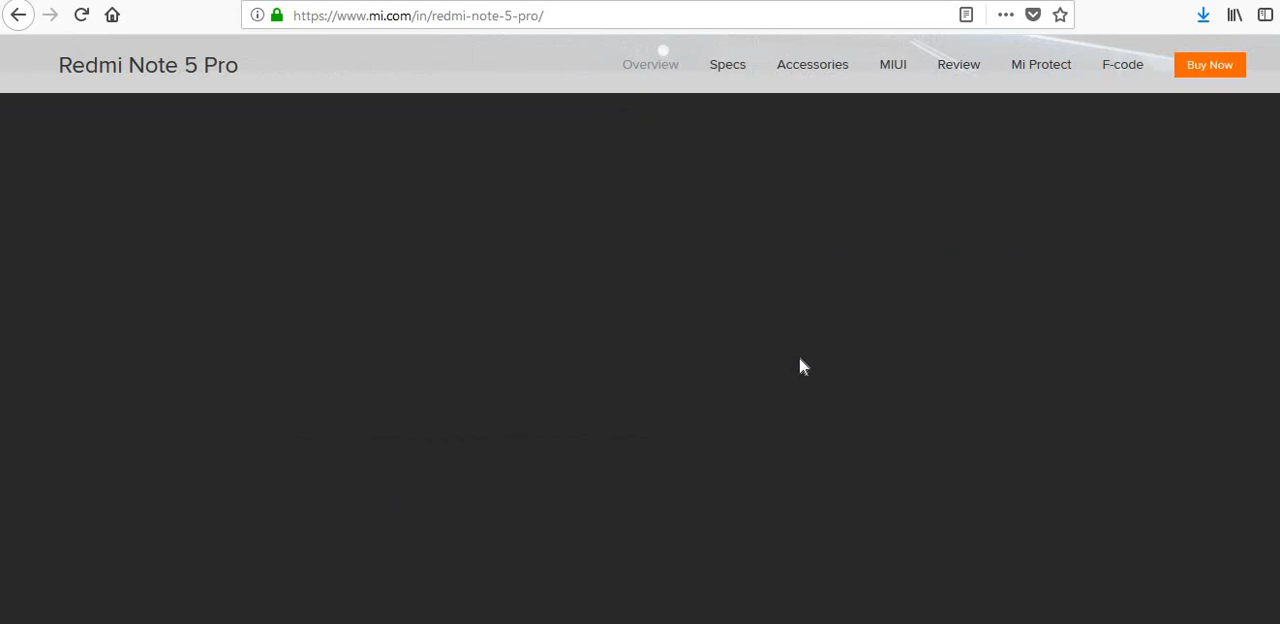 https://www.mi.com/in/redmi-note-5-pro/
Redmi Note 5 Pro
Overview Specs Accessories MIUI Review Mi Protect F-code Buy Now